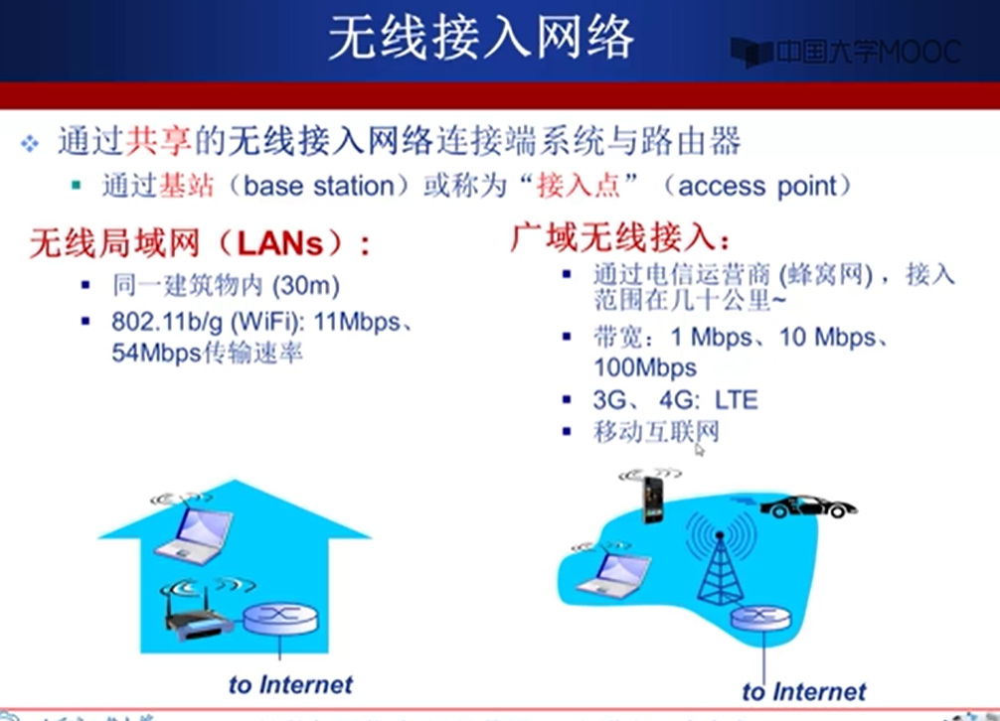 无线接入网络
中国大学MOOC
通过共享的无线接入网络连接端系统与路由器
通过基站（base station）或称为“接入点”（access point）
无线局域网（LANs）:
同一建筑物内 (30m)
802.11b/g (WiFi): 11Mbps、
54Mbps传输速率
广域无线接入：
通过电信运营商 (蜂窝网) ，接入
范围在几十公里~
带宽：1 Mbps、10 Mbps、
100Mbps
3G、 4G: LTE
移动互联网
to Internet
to Internet